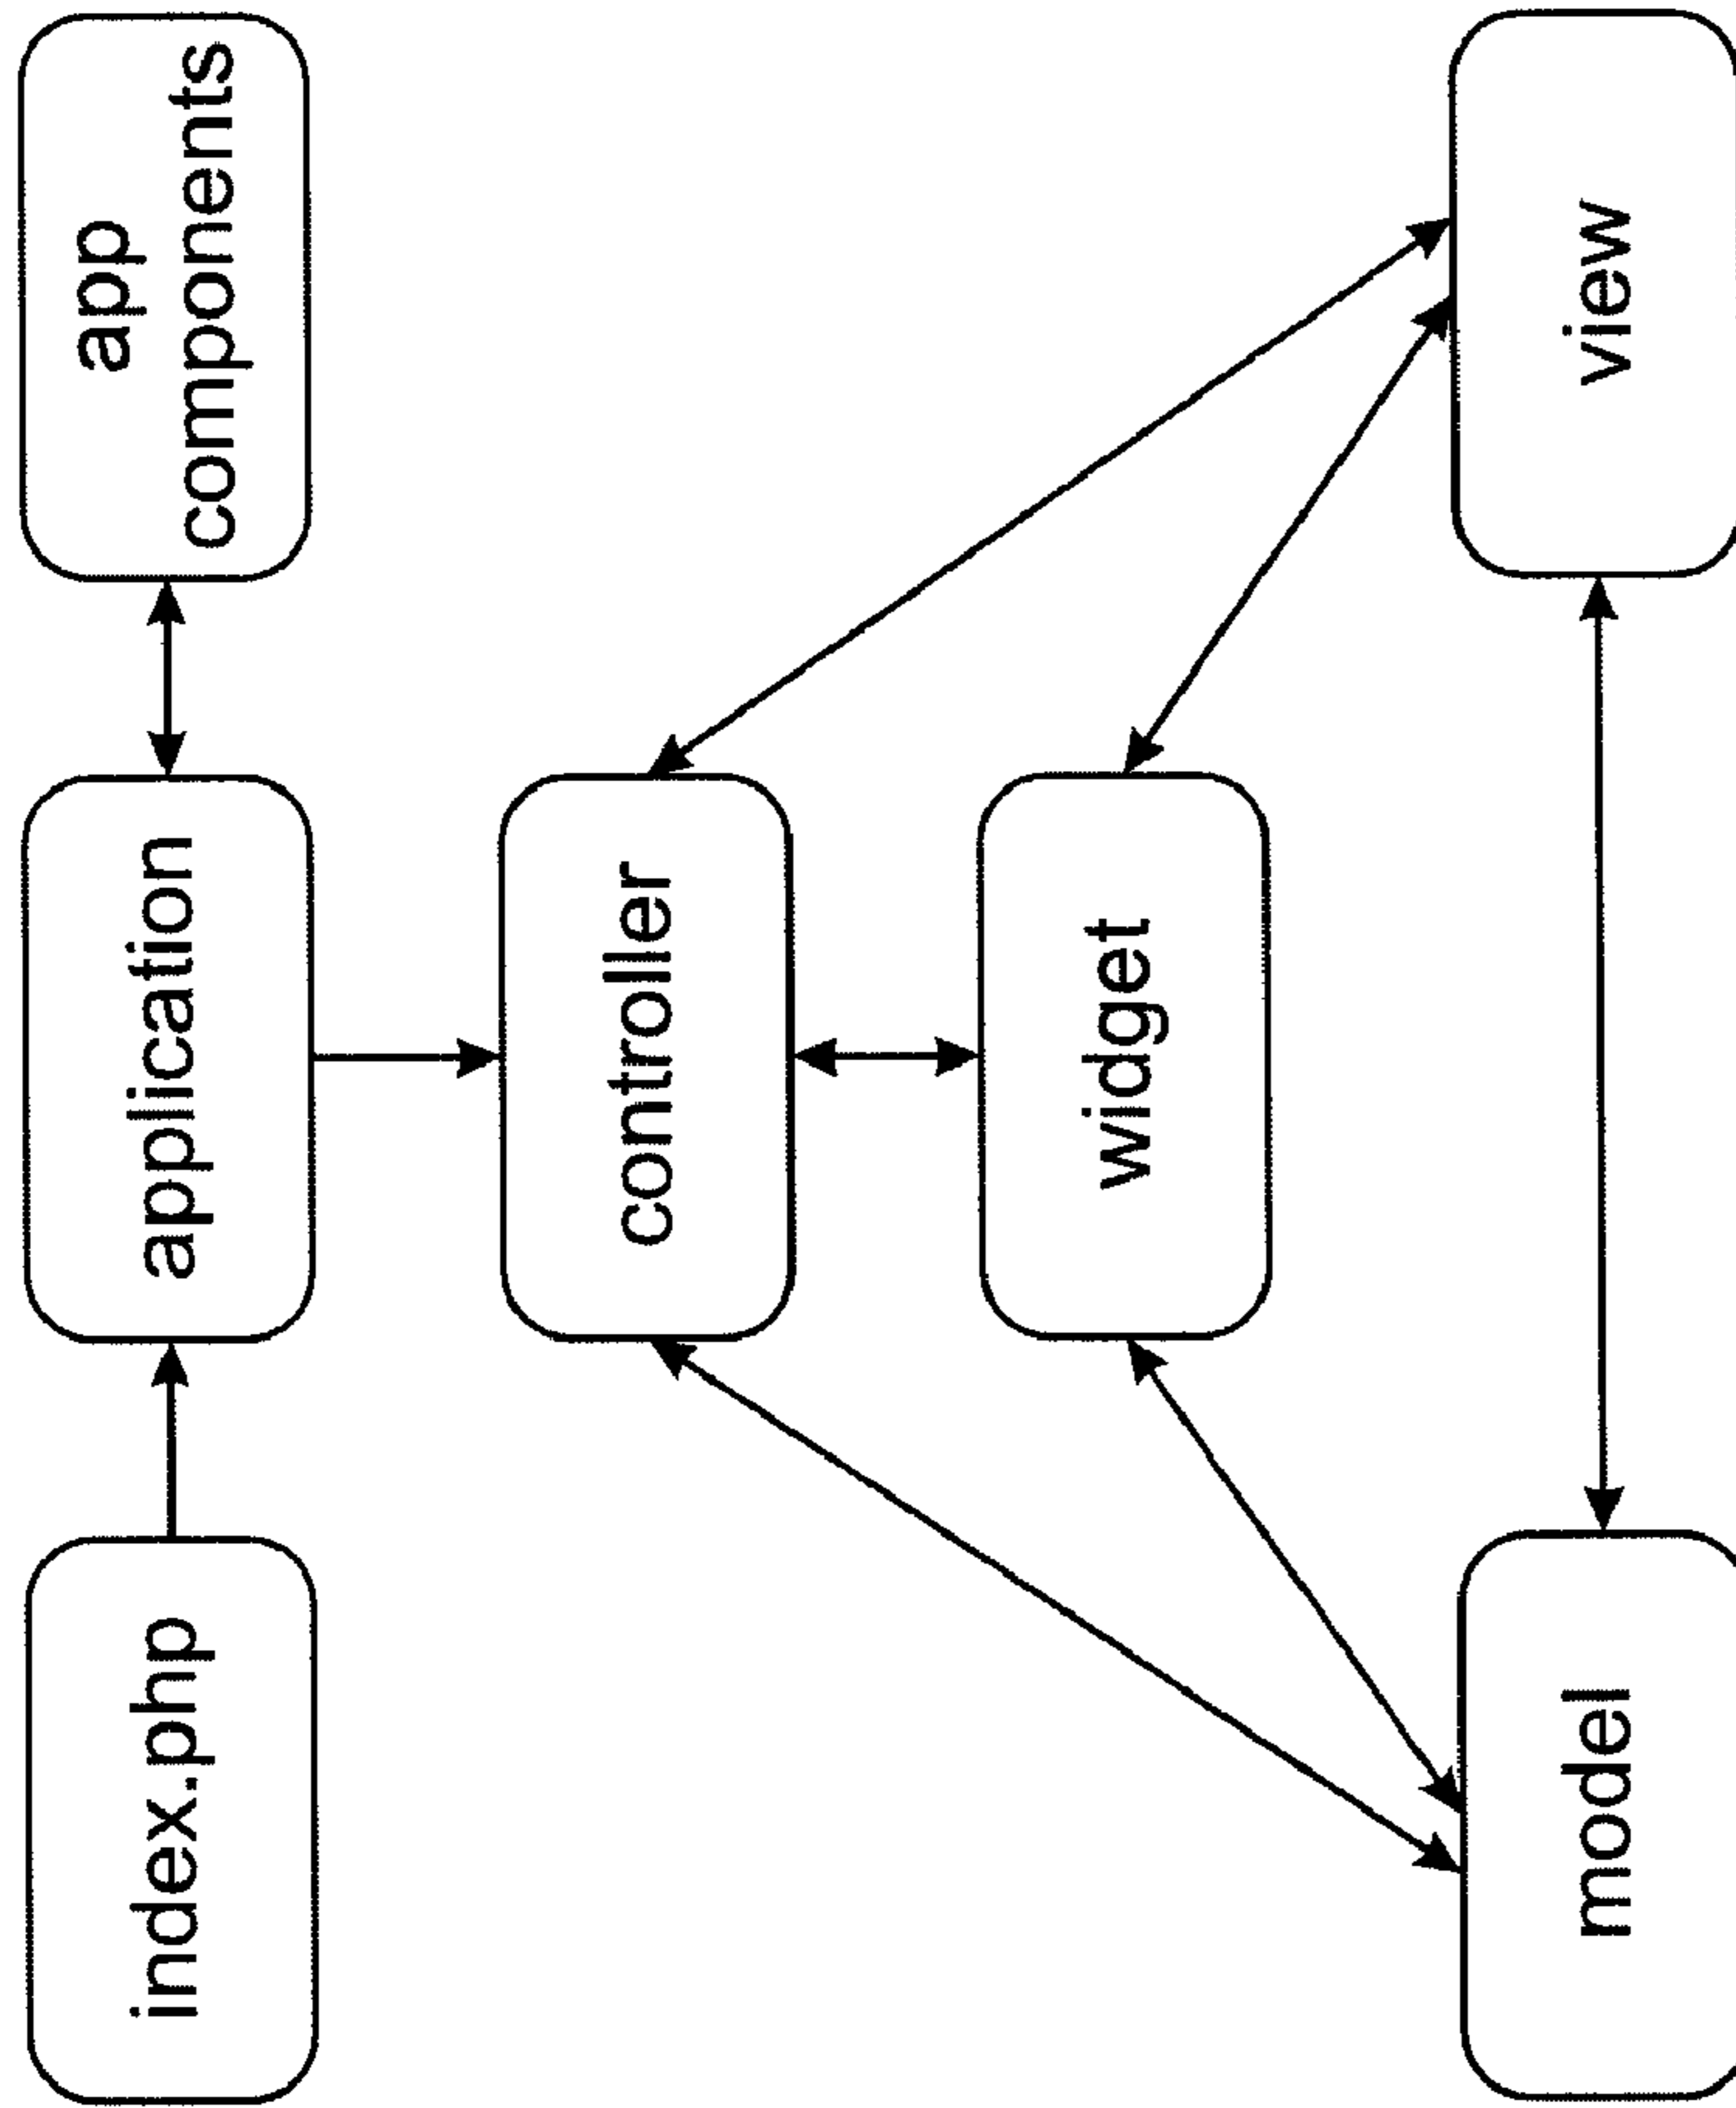 index.php
application
app
components
controller
widget
model
view